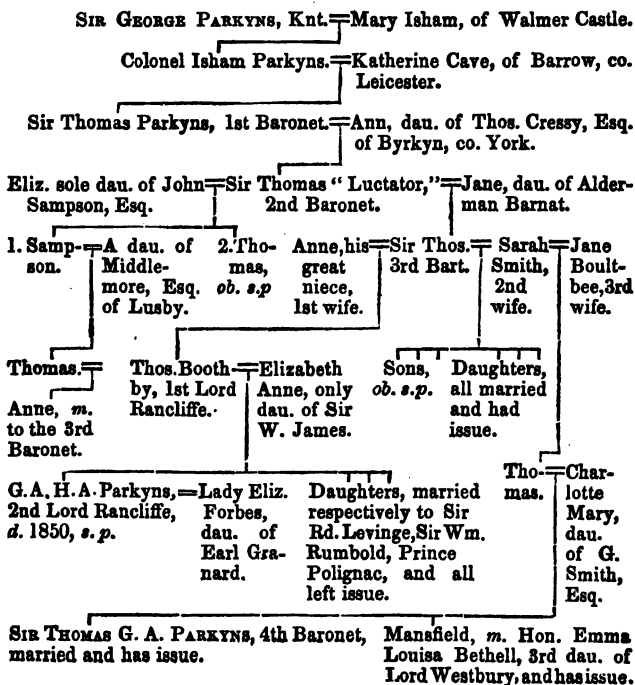 SIR GEORGE PARKYNS, Knt.=Mary Isham, of Walmer Castle.
Colonel Isham Parkyns.=Katherine Cave, of Barrow, co.
Leicester.
Sir Thomas Parkyns, 1st Baronet.=Ann, dau. of Thos. Cressy, Esq.
of Byrkyn, co. York.
Eliz. sole dau. of John=Sir Thomas "Luctator,"=Jane, dau. of Alder-
Sampson, Esq.
2nd Baronet.
man Barnat.
1. Samp-
son.
=A dau. of
Middle-
more, Esq.
of Lusby.
2. Tho-
mas,
ob. s.p
Anne, his
great
niece,
1st wife.
=Sir Thos.=
3rd Bart.
Sarah
Smith,
2nd
wife.
=Jane
Boult-
bee, 3rd
wife.
Thomas.=
Anne, m.
to the 3rd
Baronet.
Thos. Booth-
by, 1st Lord
Rancliffe.
=Elizabeth
Anne, only
dau. of Sir
W. James.
Sons,
ob. s.p.
Daughters,
all married
and had
issue.
Tho-
mas.
=Char-
lotte
Mary,
dau.
of G.
Smith,
Esq.
G. A. H. A. Parkyns,
2nd Lord Rancliffe,
d. 1850, s.p.
=Lady Eliz.
Forbes,
dau. of
Earl Gra-
nard.
Daughters, married
respectively to Sir
Rd. Levinge, Sir Wm.
Rumbold, Prince
Polignac, and all
left issue.
SIR THOMAS G. A. PARKYNS, 4th Baronet,
married and has issue.
Mansfield, m. Hon. Emma
Louisa Bethell, 3rd dau. of
Lord Westbury, and has issue.